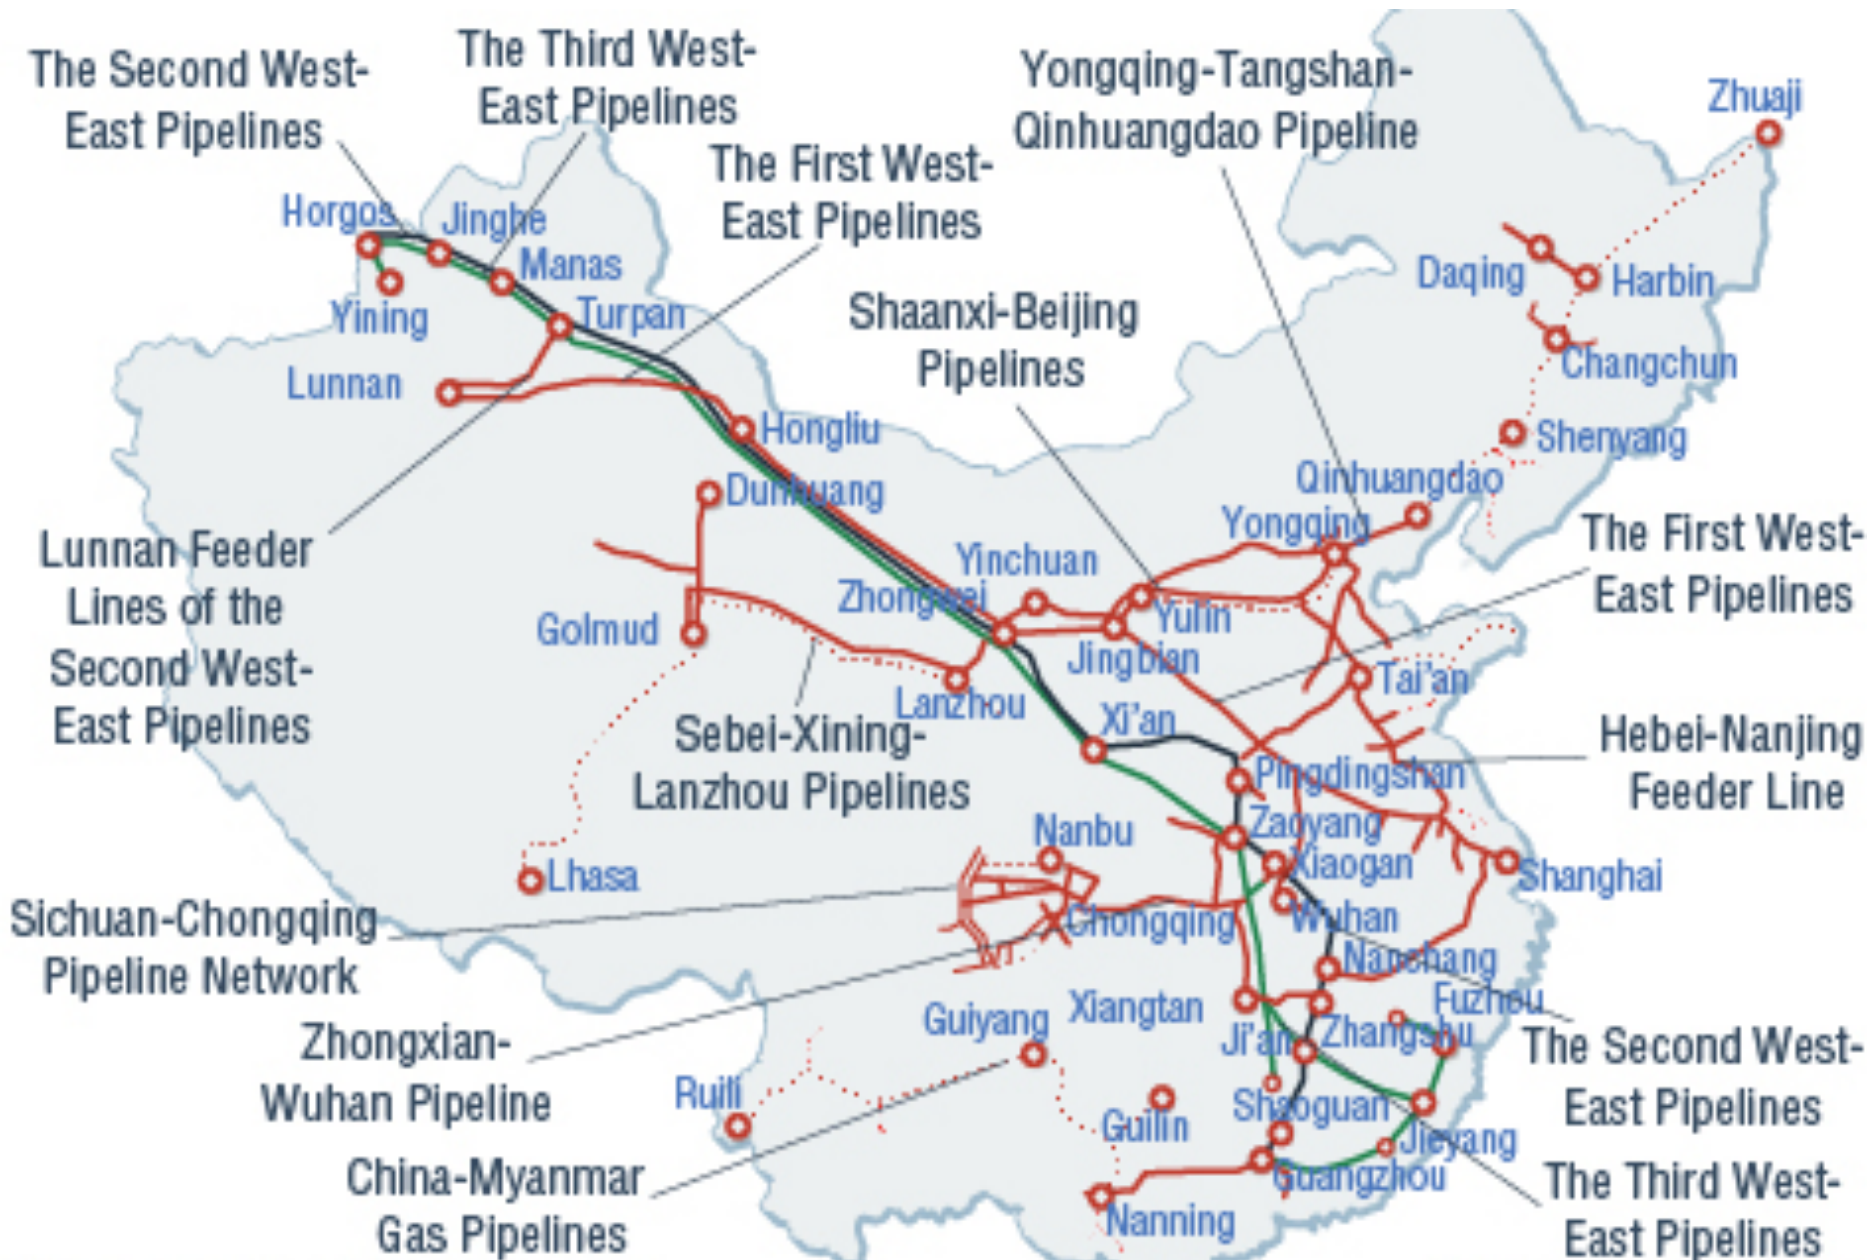 The Second West-
East Pipelines
The Third West-
East Pipelines
The First West-
East Pipelines
Yongqing-Tangshan-
Qinhuangdao Pipeline
Zhuaji
Horgos
Jinghe
Manas
Yining
Turpan
Lunnan
Daqing
Harbin
Changchun
Shaanxi-Beijing
Pipelines
Hongliu
Shenyang
Dunhuang
Qinhuangdao
Yongqing
Lunnan Feeder
Lines of the
Second West-
East Pipelines
Yinchuan
Zhongwei
Golmud
Yulin
Jingbian
The First West-
East Pipelines
Lanzhou
Tai'an
Xi'an
Sebei-Xining-
Lanzhou Pipelines
Hebei-Nanjing
Feeder Line
Pingdingshan
Nanbu
Zaoyang
Xiaogan
Lhasa
Shanghai
Sichuan-Chongqing
Pipeline Network
Chongqing
Wuhan
Nanchang
Fuzhou
Zhongxian-
Wuhan Pipeline
Guiyang
Xiangtan
Ji'an
Zhangshu
The Second West-
East Pipelines
Ruili
Guilin
Shaoguan
Jieyang
China-Myanmar
Gas Pipelines
Guangzhou
Nanning
The Third West-
East Pipelines